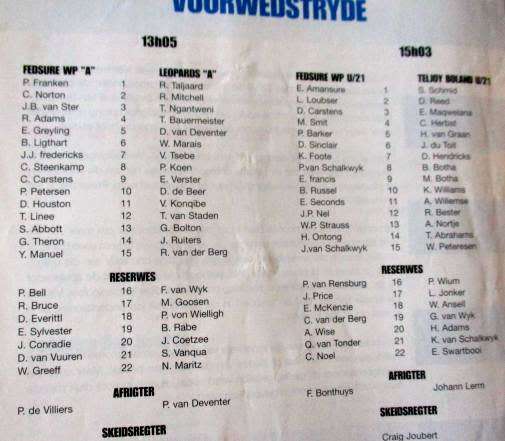 VOORWEDSTRYDE
13h05
FEDSURE WP "A" LEOPARDS "A"
P. Franken 1 R. Taljaard
C. Norton 2 R. Mitchell
J.B. van Ster 3 T. Ngantweni
R. Adams 4 T. Bauermeister
E. Greyling 5 D. van Deventer
B. Ligthart 6 W. Marais
J.J. fredericks 7 V. Tsebe
C. Steenkamp 8 P. Koen
C. Carstens 9 E. Verster
P. Petersen 10 D. de Beer
D. Houston 11 V. Konqibe
T. Linee 12 T. van Staden
S. Abbott 13 G. Bolton
G. Theron 14 J. Ruiters
Y. Manuel 15 R. van der Berg
RESERWES
P. Bell 16 F. van Wyk
R. Bruce 17 M. Goosen
D. Everittl 18 P. von Wielligh
E. Sylvester 19 B. Rabe
J. Conradie 20 J. Coetzee
D. van Vuuren 21 S. Vanqua
W. Greeff 22 N. Maritz
AFRIGTER
P. de Villiers P. van Deventer
SKEIDSREGTER
15h03
FEDSURE WP U/21 TELJOY BOLAND U/21
E. Amansure 1 S. Schmid
L. Loubser 2 D. Reed
D. Carstens 3 E. Maqwelana
M. Smit 4 C. Herbst
P. Barker 5 H. van Graan
D. Sinclair 6 J. du Toit
K. Foote 7 D. Hendricks
P.van Schalkwyk 8 B. Botha
E. francis 9 M. Botha
B. Russel 10 K. Williams
E. Seconds 11 A. Willemse
J.P. Nel 12 R. Bester
W.P. Strauss 13 A. Nortje
H. Ontong 14 T. Abrahams
J.van Schalkwyk 15 W. Peteresen
RESERWES
P. van Rensburg 16 P. Wium
J. Price 17 L. Jonker
E. McKenzie 18 W. Ansell
C. van der Berg 19 G. van Wyk
A. Wise 20 H. Adams
Q. van Tonder 21 K. van Schalkwyk
C. Noel 22 E. Swartbooi
AFRIGTER
F. Bonthuys Johann Lerm
SKEIDSREGTER
Craig Joubert